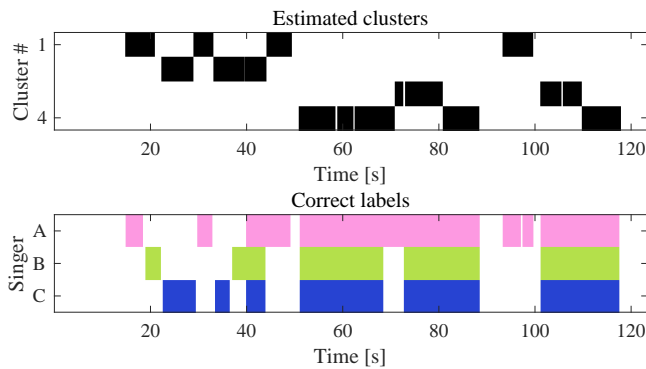 Estimated clusters
1
4
Cluster #
20 40 60 80 100 120
Time [s]
Correct labels
A
B
C
Singer
20 40 60 80 100 120
Time [s]